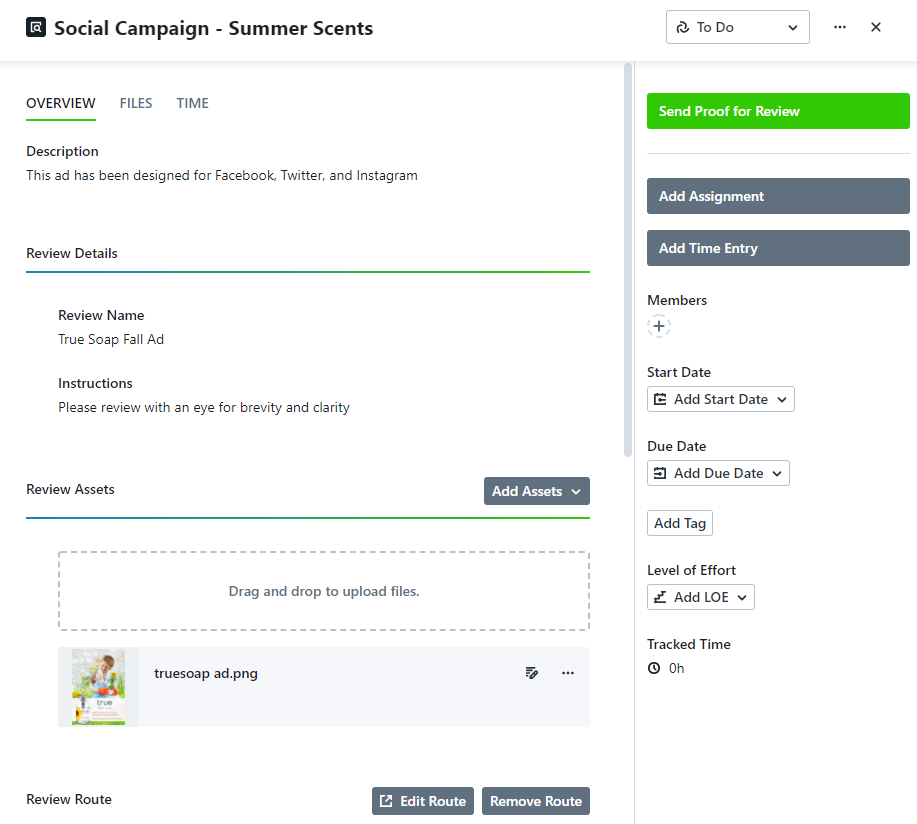 Social Campaign - Summer Scents
To Do
OVERVIEW FILES TIME
Description
This ad has been designed for Facebook, Twitter, and Instagram
Review Details
Review Name
True Soap Fall Ad
Instructions
Please review with an eye for brevity and clarity
Review Assets
Add Assets
Drag and drop to upload files.
true
truesoap ad.png
Review Route
Edit Route
Remove Route
Send Proof for Review
Add Assignment
Add Time Entry
Members
Start Date
Add Start Date
Due Date
Add Due Date
Add Tag
Level of Effort
Add LOE
Tracked Time
0h